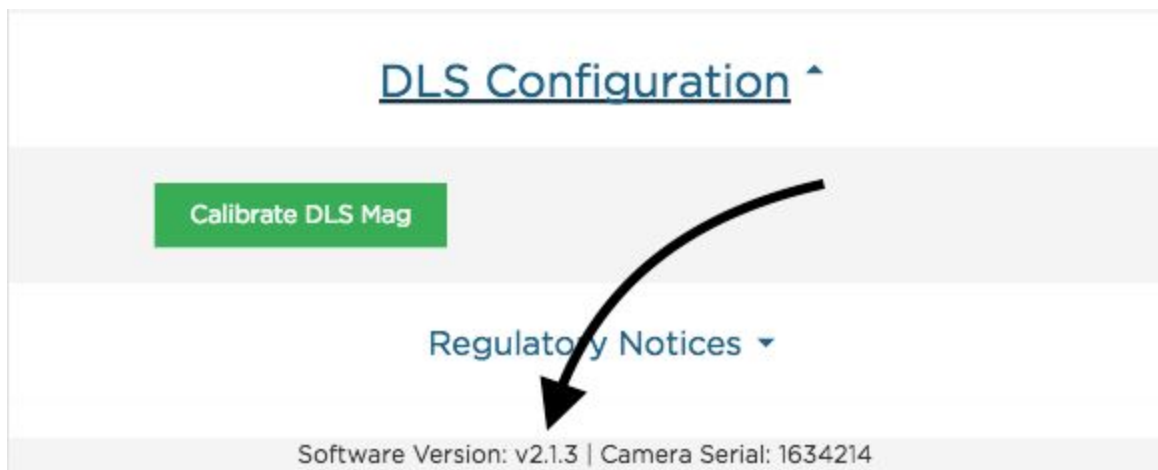 DLS Configuration
Calibrate DLS Mag
Regulatory Notices
Software Version: v2.1.3 | Camera Serial: 1634214